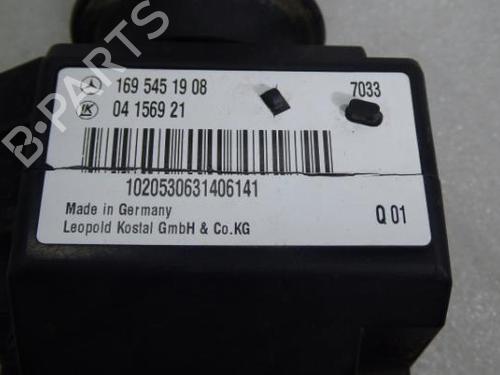 169 545 19 08 7033
LK 04 1569 21
1020530631406141
Made in Germany
Leopold Kostal GmbH & Co.KG Q 01
B-PARTS